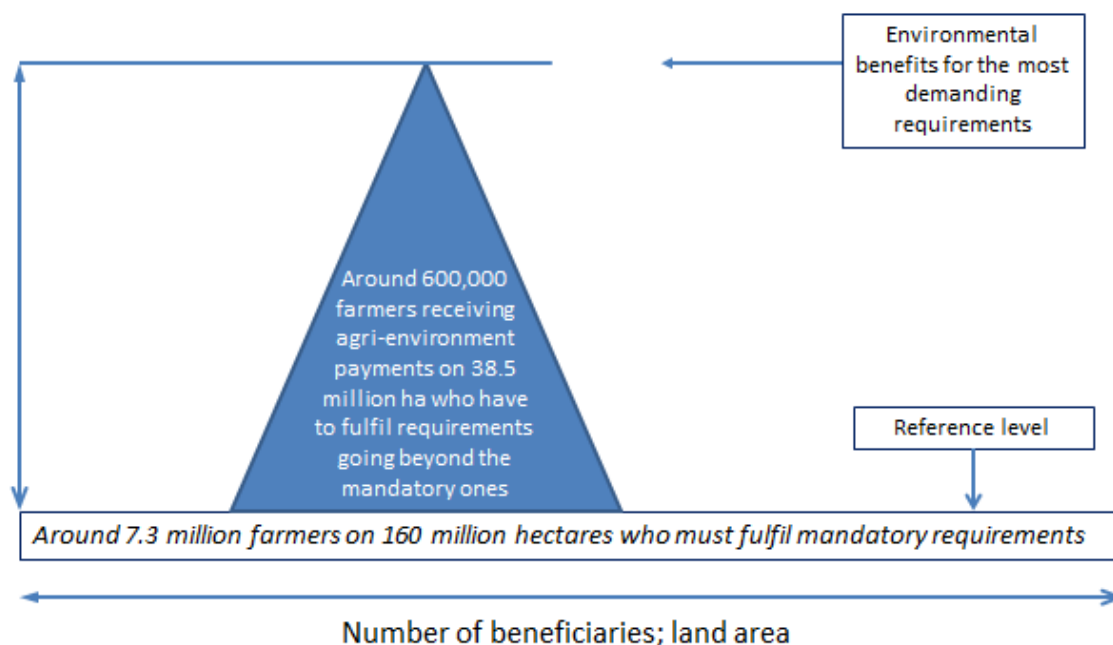 Environmental
benefits for the most
demanding
requirements
Around 600,000
farmers receiving
agri-environment
payments on 38.5
million ha who have
to fulfil requirements
going beyond the
mandatory ones
Reference level
Around 7.3 million farmers on 160 million hectares who must fulfil mandatory requirements
Number of beneficiaries; land area